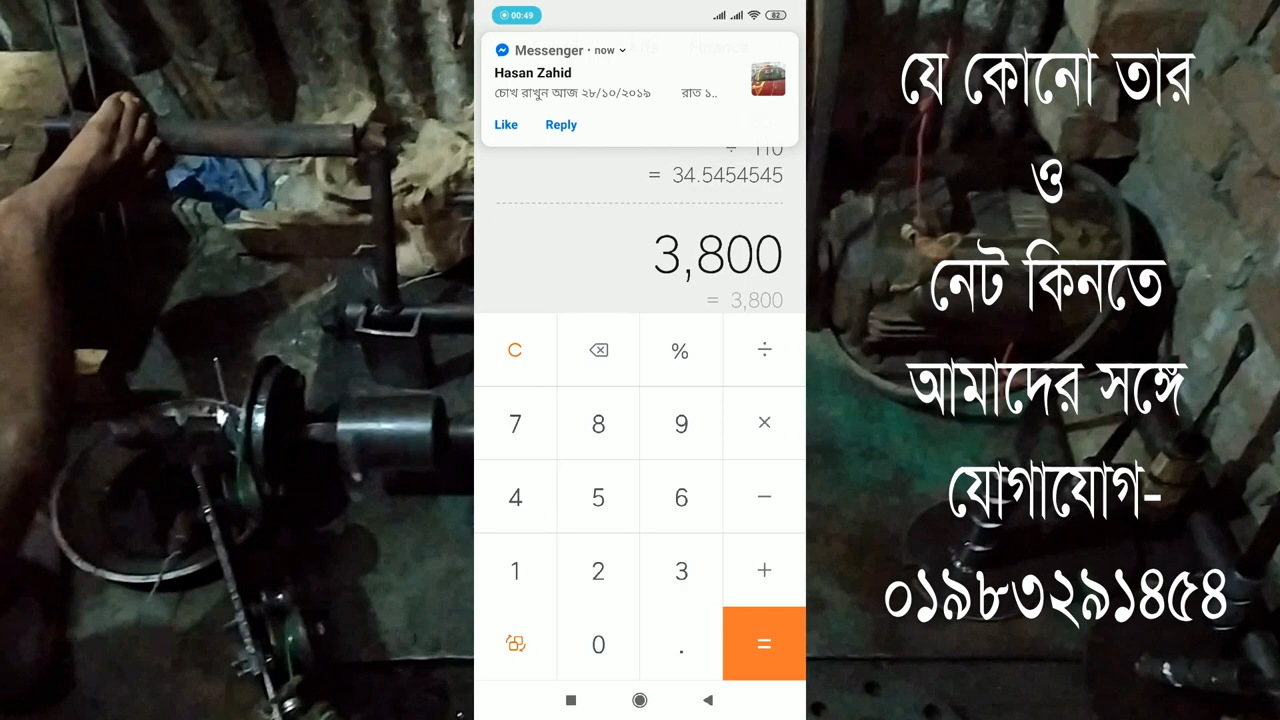 00:49
82
Messenger • now
Hasan Zahid
চোখ রাখুন আজ ২৮/১০/২০১৯ রাত ১..
Like Reply
÷ 110
= 34.5454545
3,800
= 3,800
C % ÷
7 8 9 ×
4 5 6 −
1 2 3 +
0 . =
যে কোনো তার
ও
নেট কিনতে
আমাদের সঙ্গে
যোগাযোগ-
০১৯৮৩২৯১৪৫৪